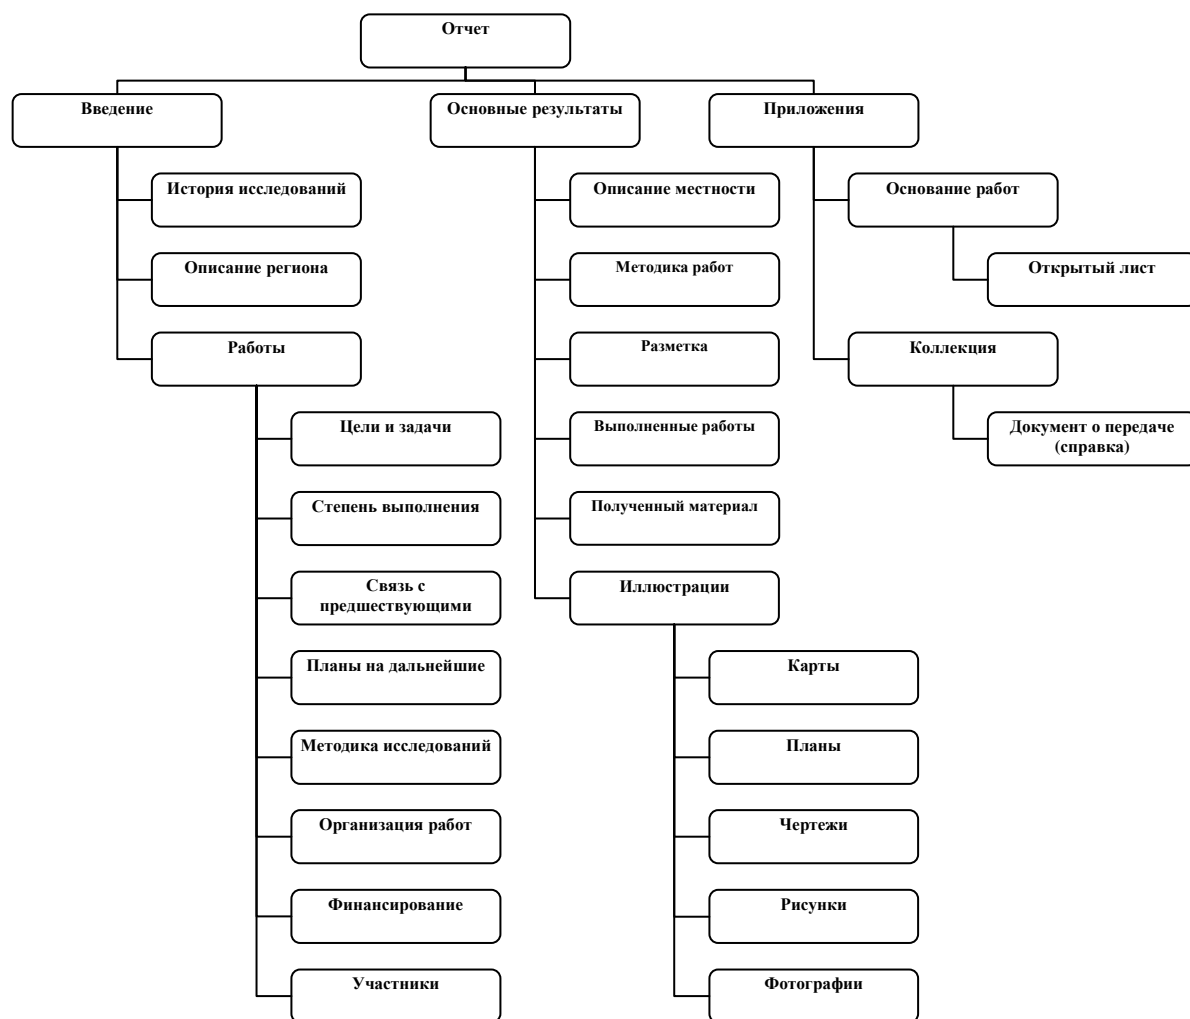 Отчет
Введение
История исследований
Описание региона
Работы
Цели и задачи
Степень выполнения
Связь с
предшествующими
Планы на дальнейшие
Методика исследований
Организация работ
Финансирование
Участники
Основные результаты
Описание местности
Методика работ
Разметка
Выполненные работы
Полученный материал
Иллюстрации
Карты
Планы
Чертежи
Рисунки
Фотографии
Приложения
Основание работ
Открытый лист
Коллекция
Документ о передаче
(справка)